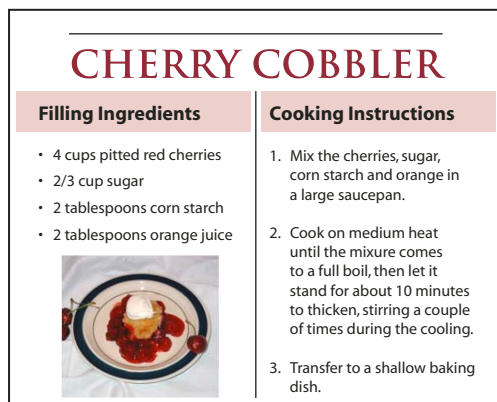 CHERRY COBBLER
Filling Ingredients
• 4 cups pitted red cherries
• 2/3 cup sugar
• 2 tablespoons corn starch
• 2 tablespoons orange juice
Cooking Instructions
1. Mix the cherries, sugar,
corn starch and orange in
a large saucepan.
2. Cook on medium heat
until the mixure comes
to a full boil, then let it
stand for about 10 minutes
to thicken, stirring a couple
of times during the cooling.
3. Transfer to a shallow baking
dish.